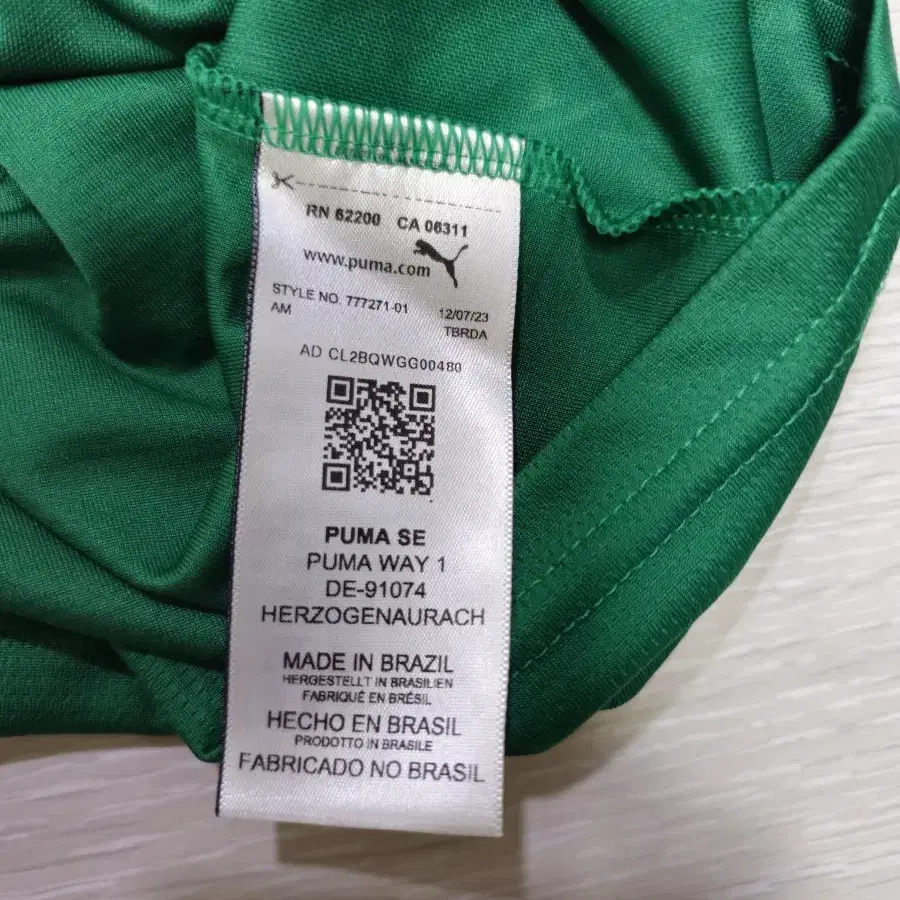 RN 62200 CA 06311
www.puma.com
STYLE NO. 777271-01 12/07/23
AM TBRDA
AD CL2BQWGG00480
PUMA SE
PUMA WAY 1
DE-91074
HERZOGENAURACH
MADE IN BRAZIL
HERGESTELLT IN BRASILIEN
FABRIQUÉ EN BRÉSIL
HECHO EN BRASIL
PRODOTTO IN BRASILE
FABRICADO NO BRASIL